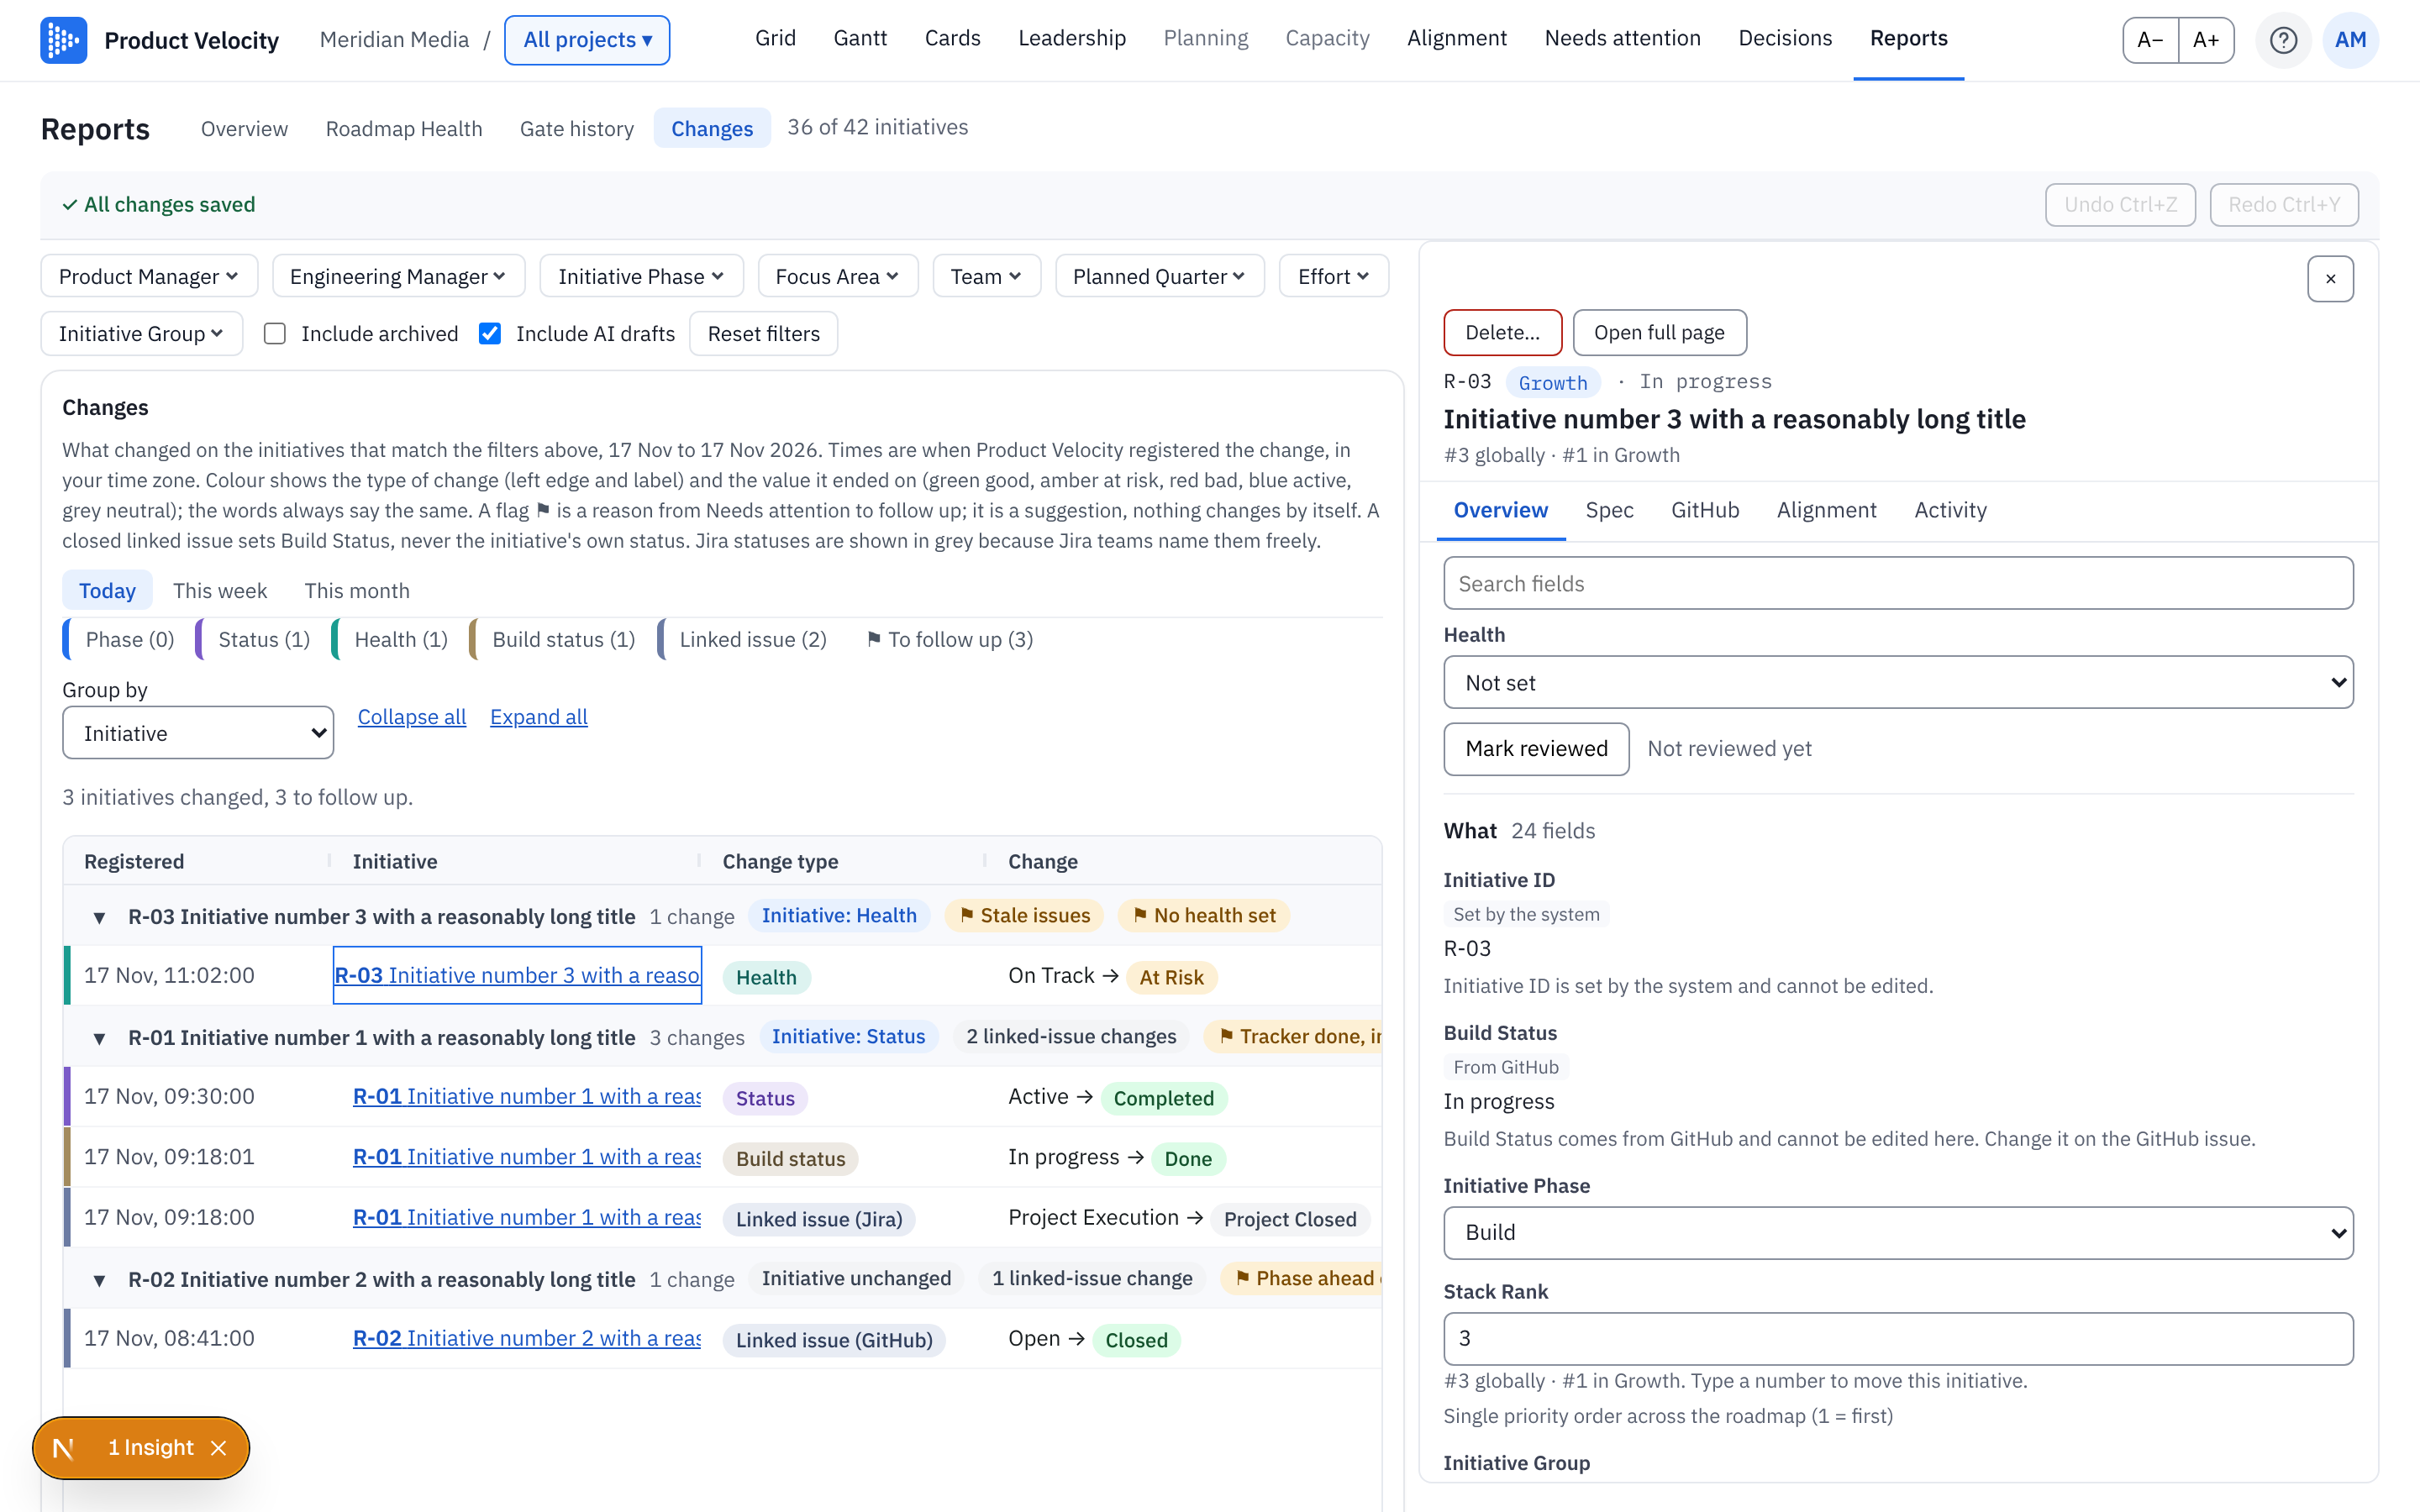 Product Velocity Meridian Media / All projects ▾ Grid Gantt Cards Leadership Planning Capacity Alignment Needs attention Decisions Reports A− A+ ? AM
Reports Overview Roadmap Health Gate history Changes 36 of 42 initiatives
✓ All changes saved Undo Ctrl+Z Redo Ctrl+Y
Product Manager Engineering Manager Initiative Phase Focus Area Team Planned Quarter Effort
Initiative Group Include archived Include AI drafts Reset filters
Changes
What changed on the initiatives that match the filters above, 17 Nov to 17 Nov 2026. Times are when Product Velocity registered the change, in
your time zone. Colour shows the type of change (left edge and label) and the value it ended on (green good, amber at risk, red bad, blue active,
grey neutral); the words always say the same. A flag ⚑ is a reason from Needs attention to follow up; it is a suggestion, nothing changes by itself. A
closed linked issue sets Build Status, never the initiative's own status. Jira statuses are shown in grey because Jira teams name them freely.
Today This week This month
Phase (0) Status (1) Health (1) Build status (1) Linked issue (2) ⚑ To follow up (3)
Group by
Initiative Collapse all Expand all
3 initiatives changed, 3 to follow up.
Registered Initiative Change type Change
▼ R-03 Initiative number 3 with a reasonably long title 1 change Initiative: Health ⚑ Stale issues ⚑ No health set
17 Nov, 11:02:00 R-03 Initiative number 3 with a reaso Health On Track → At Risk
▼ R-01 Initiative number 1 with a reasonably long title 3 changes Initiative: Status 2 linked-issue changes ⚑ Tracker done, in
17 Nov, 09:30:00 R-01 Initiative number 1 with a reas Status Active → Completed
17 Nov, 09:18:01 R-01 Initiative number 1 with a reas Build status In progress → Done
17 Nov, 09:18:00 R-01 Initiative number 1 with a reas Linked issue (Jira) Project Execution → Project Closed
▼ R-02 Initiative number 2 with a reasonably long title 1 change Initiative unchanged 1 linked-issue change ⚑ Phase ahead
17 Nov, 08:41:00 R-02 Initiative number 2 with a reas Linked issue (GitHub) Open → Closed
N 1 Insight ×
×
Delete... Open full page
R-03 Growth · In progress
Initiative number 3 with a reasonably long title
#3 globally · #1 in Growth
Overview Spec GitHub Alignment Activity
Search fields
Health
Not set
Mark reviewed Not reviewed yet
What 24 fields
Initiative ID
Set by the system
R-03
Initiative ID is set by the system and cannot be edited.
Build Status
From GitHub
In progress
Build Status comes from GitHub and cannot be edited here. Change it on the GitHub issue.
Initiative Phase
Build
Stack Rank
3
#3 globally · #1 in Growth. Type a number to move this initiative.
Single priority order across the roadmap (1 = first)
Initiative Group